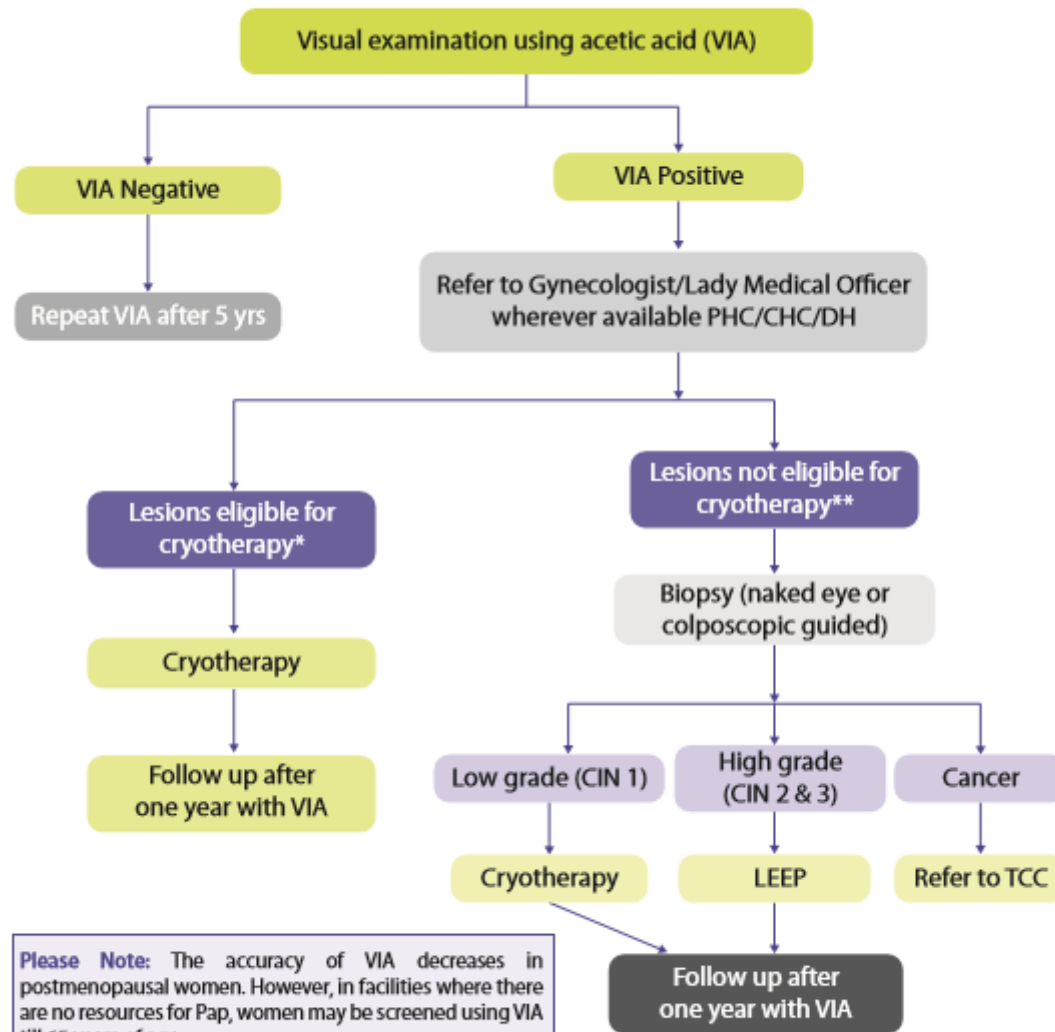 Visual examination using acetic acid (VIA)
VIA Negative
VIA Positive
Repeat VIA after 5 yrs
Refer to Gynecologist/Lady Medical Officer
wherever available PHC/CHC/DH
Lesions eligible for
cryotherapy*
Lesions not eligible for
cryotherapy**
Biopsy (naked eye or
colposcopic guided)
Cryotherapy
Follow up after
one year with VIA
Low grade (CIN 1)
High grade
(CIN 2 & 3)
Cancer
Cryotherapy
LEEP
Refer to TCC
Follow up after
one year with VIA
Please Note: The accuracy of VIA decreases in
postmenopausal women. However, in facilities where there
are no resources for Pap, women may be screened using VIA